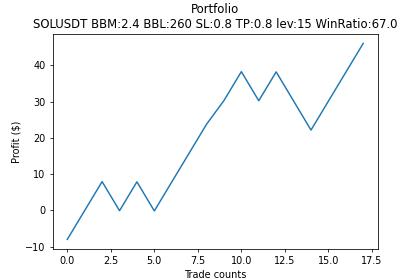 Portfolio
SOLUSDT BBM:2.4 BBL:260 SL:0.8 TP:0.8 lev:15 WinRatio:67.0
Profit ($)
40
30
20
10
0
−10
0.0 2.5 5.0 7.5 10.0 12.5 15.0 17.5
Trade counts